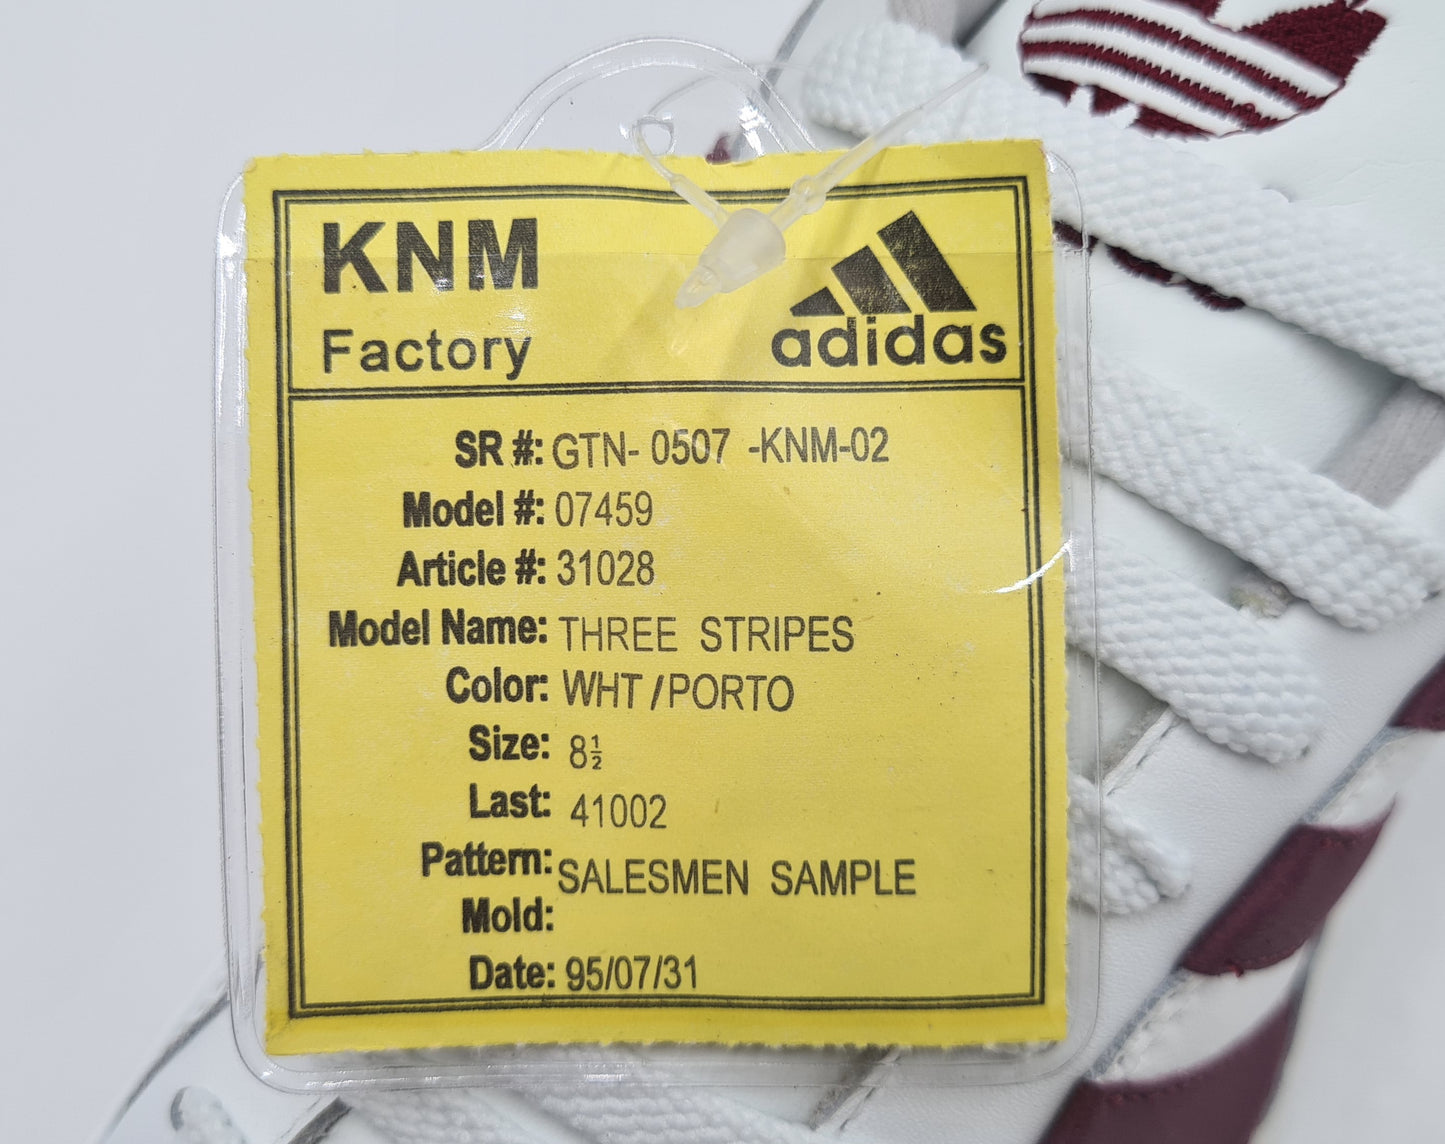 KNM
Factory
adidas
SR #: GTN- 0507 -KNM-02
Model #: 07459
Article #: 31028
Model Name: THREE STRIPES
Color: WHT /PORTO
Size: 8½
Last: 41002
Pattern: SALESMEN SAMPLE
Mold:
Date: 95/07/31